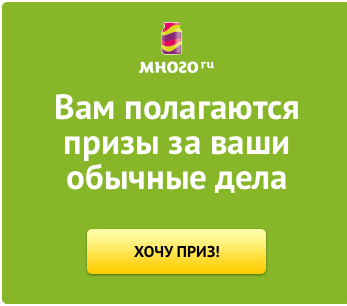 много.ru
Вам полагаются
призы за ваши
обычные дела
ХОЧУ ПРИЗ!